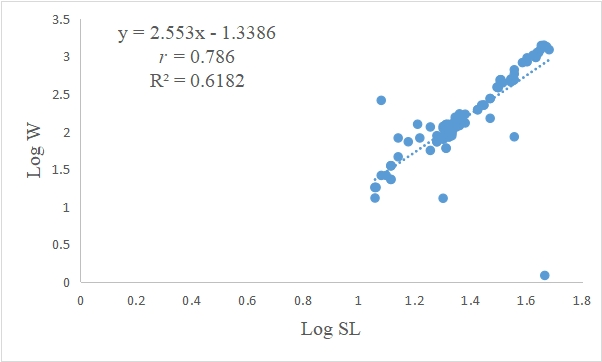 y = 2.553x - 1.3386
r = 0.786
R² = 0.6182
Log W
3.5
3
2.5
2
1.5
1
0.5
0
0 0.2 0.4 0.6 0.8 1 1.2 1.4 1.6 1.8
Log SL